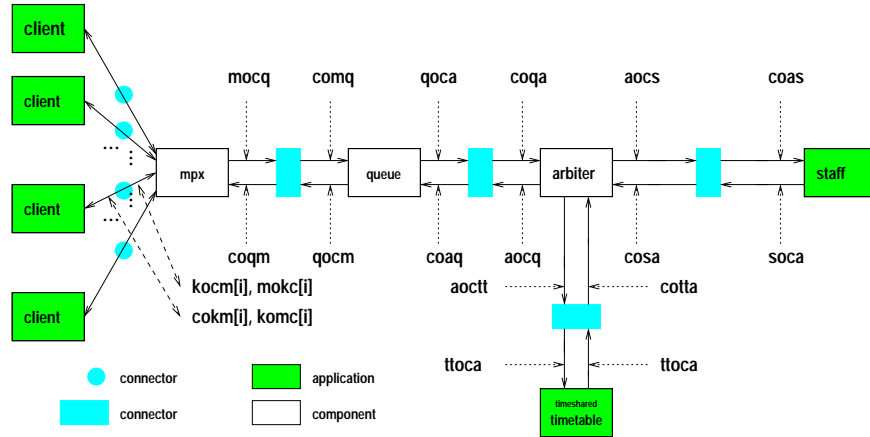 client
client
client
client
mocq comq qoca coqa aocs coas
mpx queue arbiter staff
coqm qocm coaq aocq cosa soca
kocm[i], mokc[i]
cokm[i], komc[i]
aoctt cotta
ttoca ttoca
... ...
... ...
connector application
connector component
timeshared
timetable